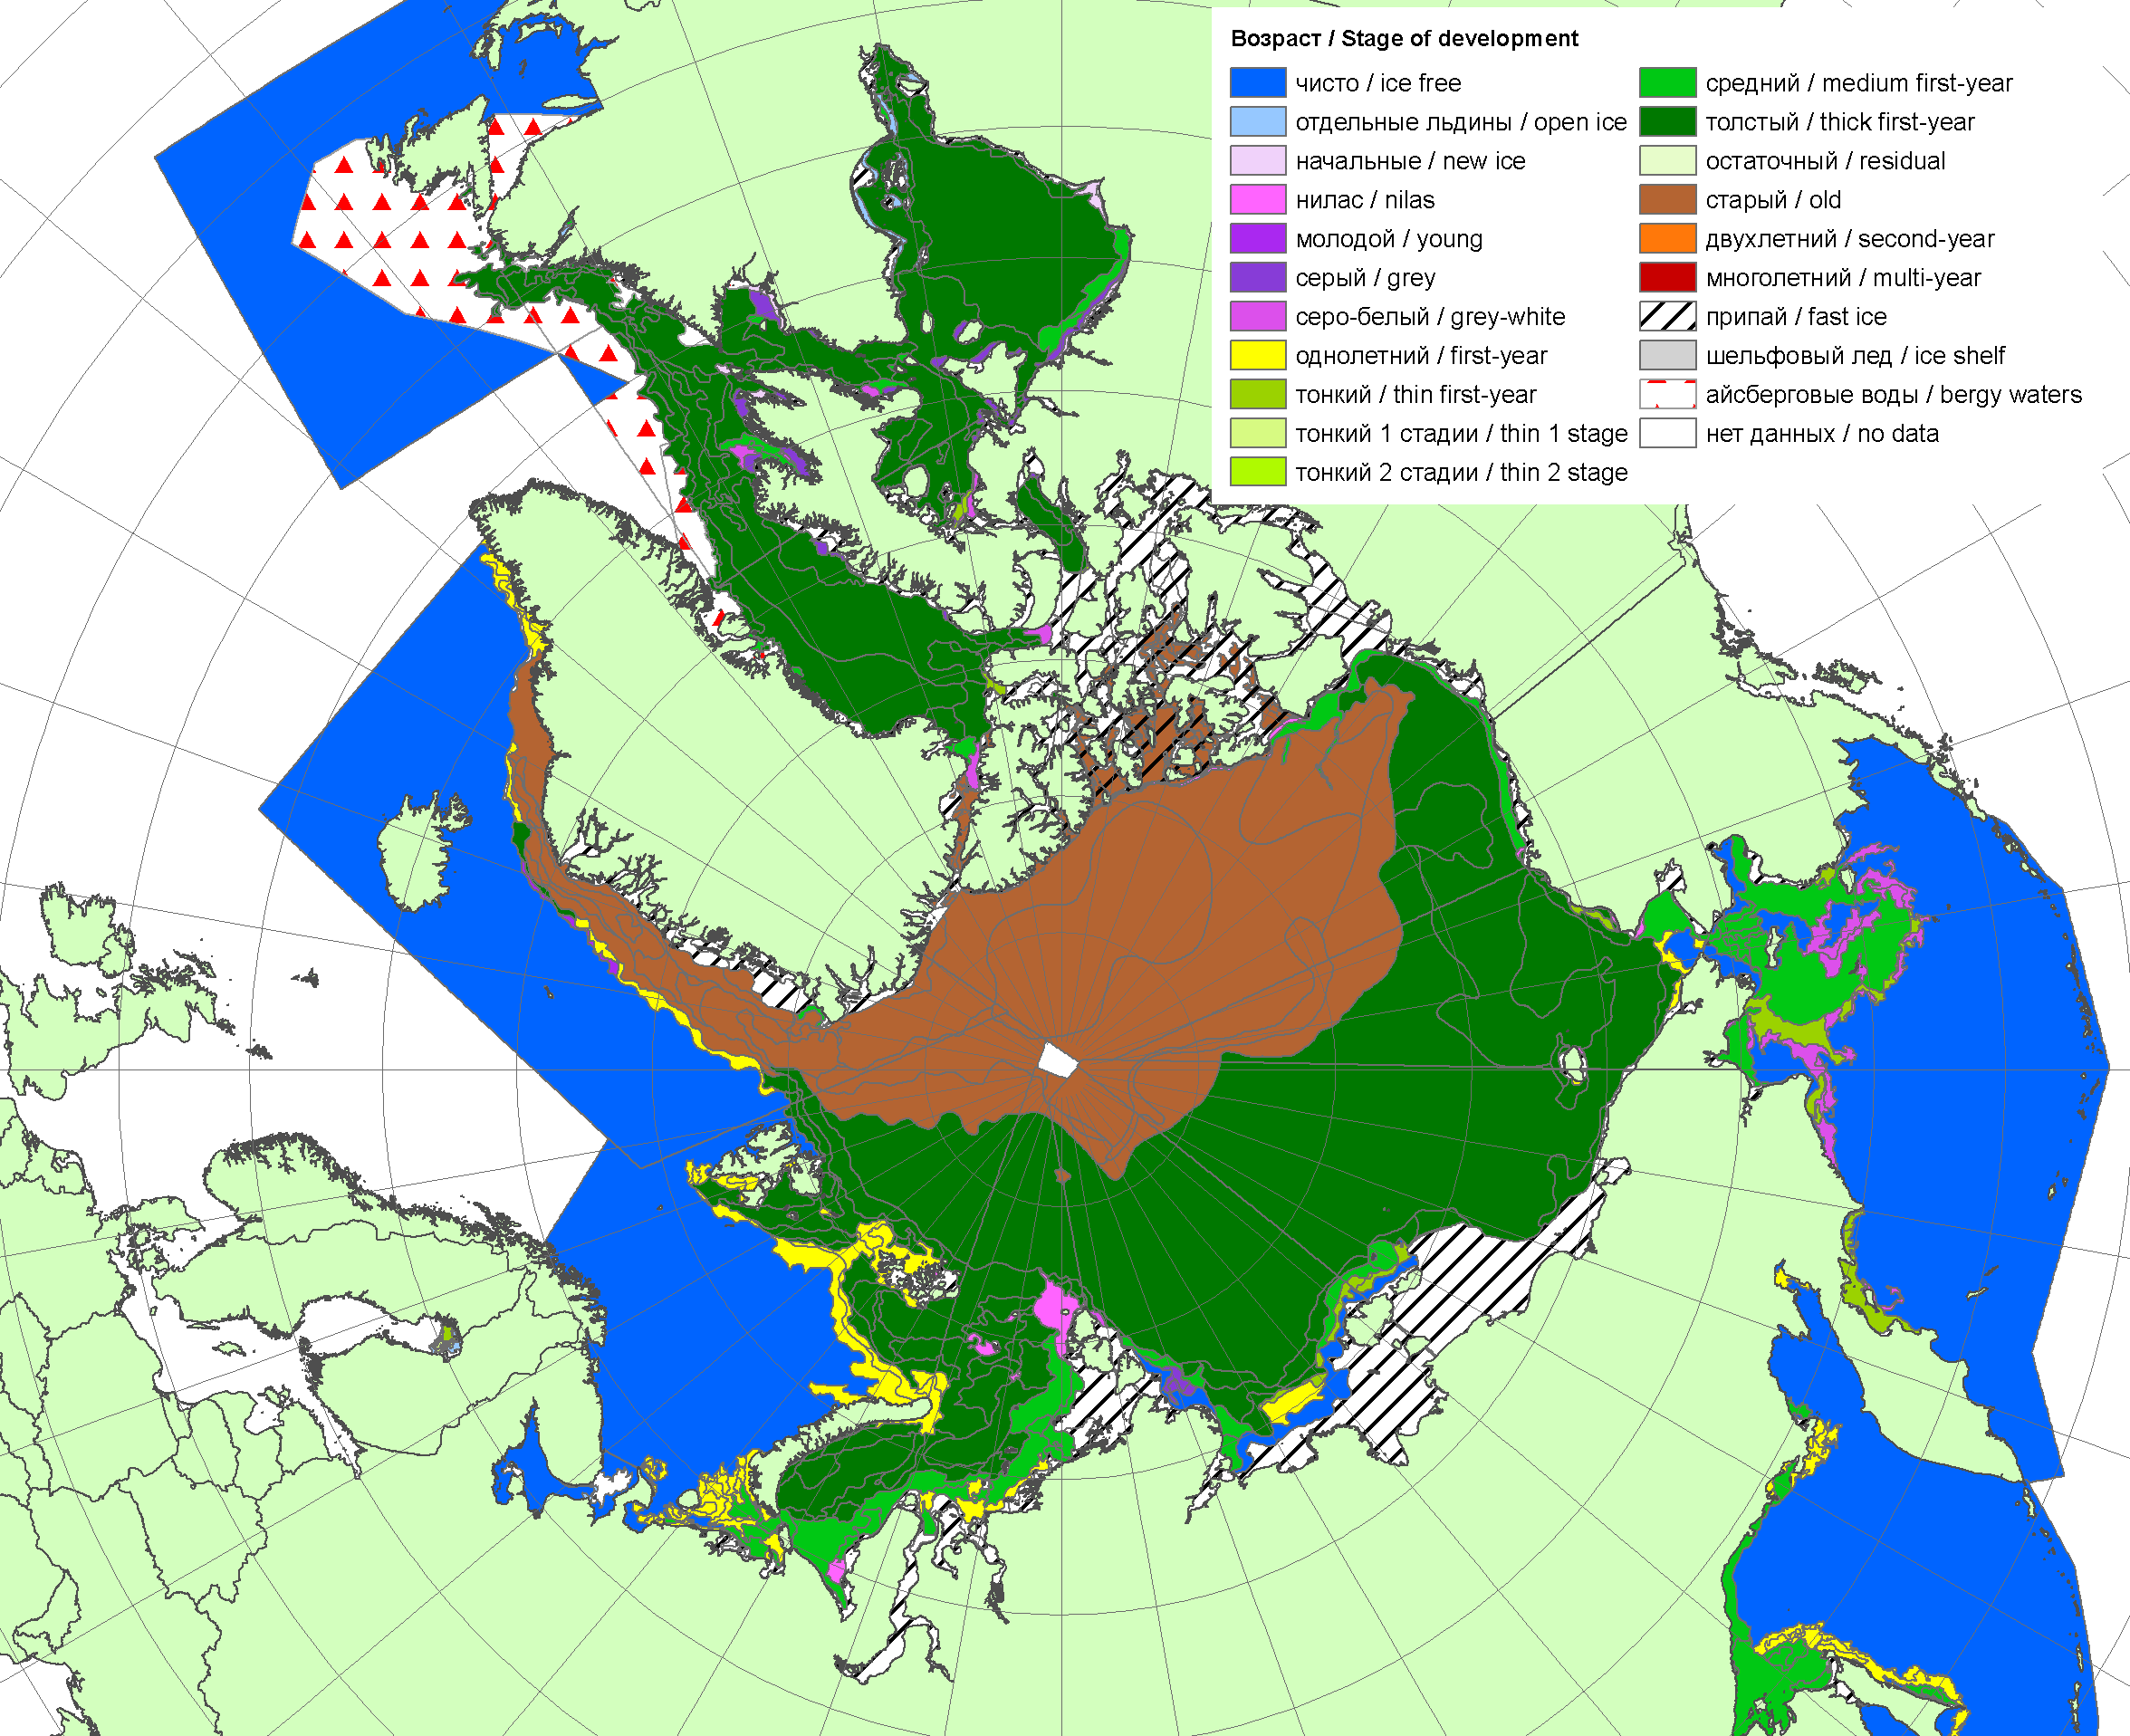 Возраст / Stage of development
чисто / ice free
отдельные льдины / open ice
начальные / new ice
нилас / nilas
молодой / young
серый / grey
серо-белый / grey-white
однолетний / first-year
тонкий / thin first-year
тонкий 1 стадии / thin 1 stage
тонкий 2 стадии / thin 2 stage
средний / medium first-year
толстый / thick first-year
остаточный / residual
старый / old
двухлетний / second-year
многолетний / multi-year
припай / fast ice
шельфовый лед / ice shelf
айсберговые воды / bergy waters
нет данных / no data